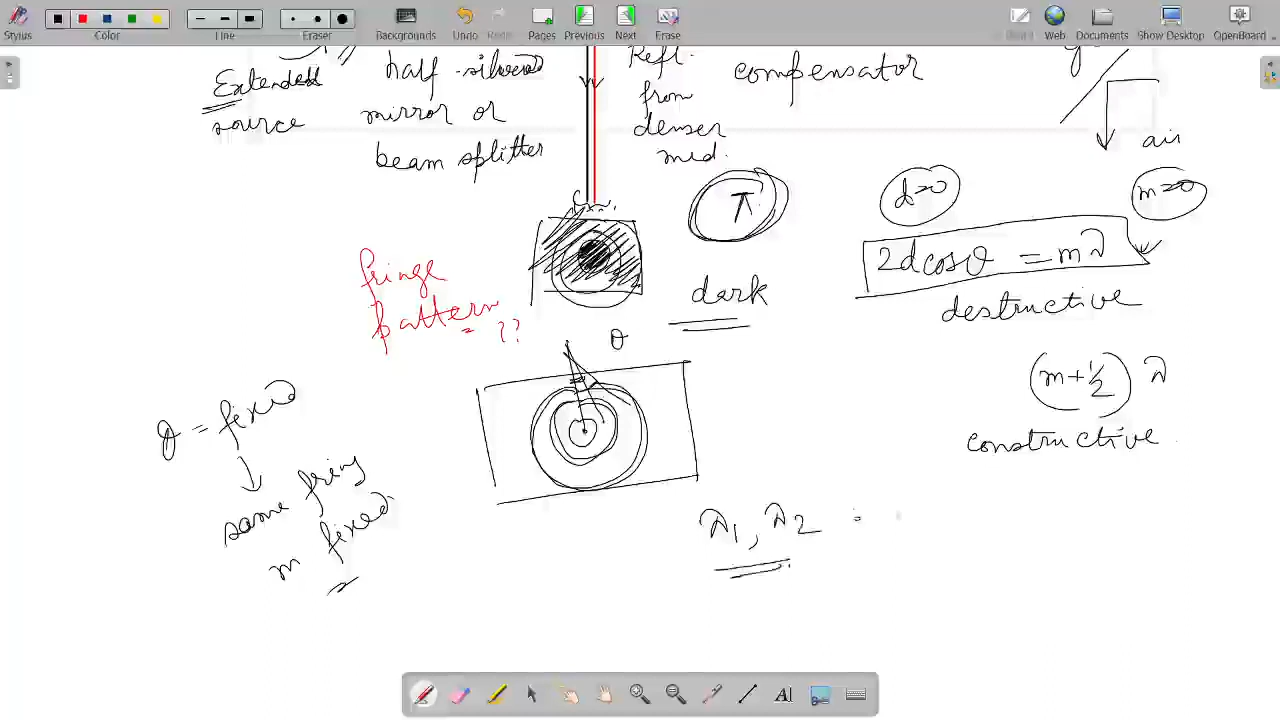 Stylus
Color
Line
Eraser
Backgrounds
Undo
Redo
Pages
Previous
Next
Erase
Board 1
Web
Documents
Show Desktop
OpenBoard
Extended
source
half-silvered
mirror or
beam splitter
Refl.
from
denser
med.
compensator
y
air
π
d=0
m=0
2dcosθ = mλ
destructive
dark
fringe
pattern
= ??
θ
(m+1/2) λ
constructive
θ = fixed
same fring
m fixed
λ1, λ2 :